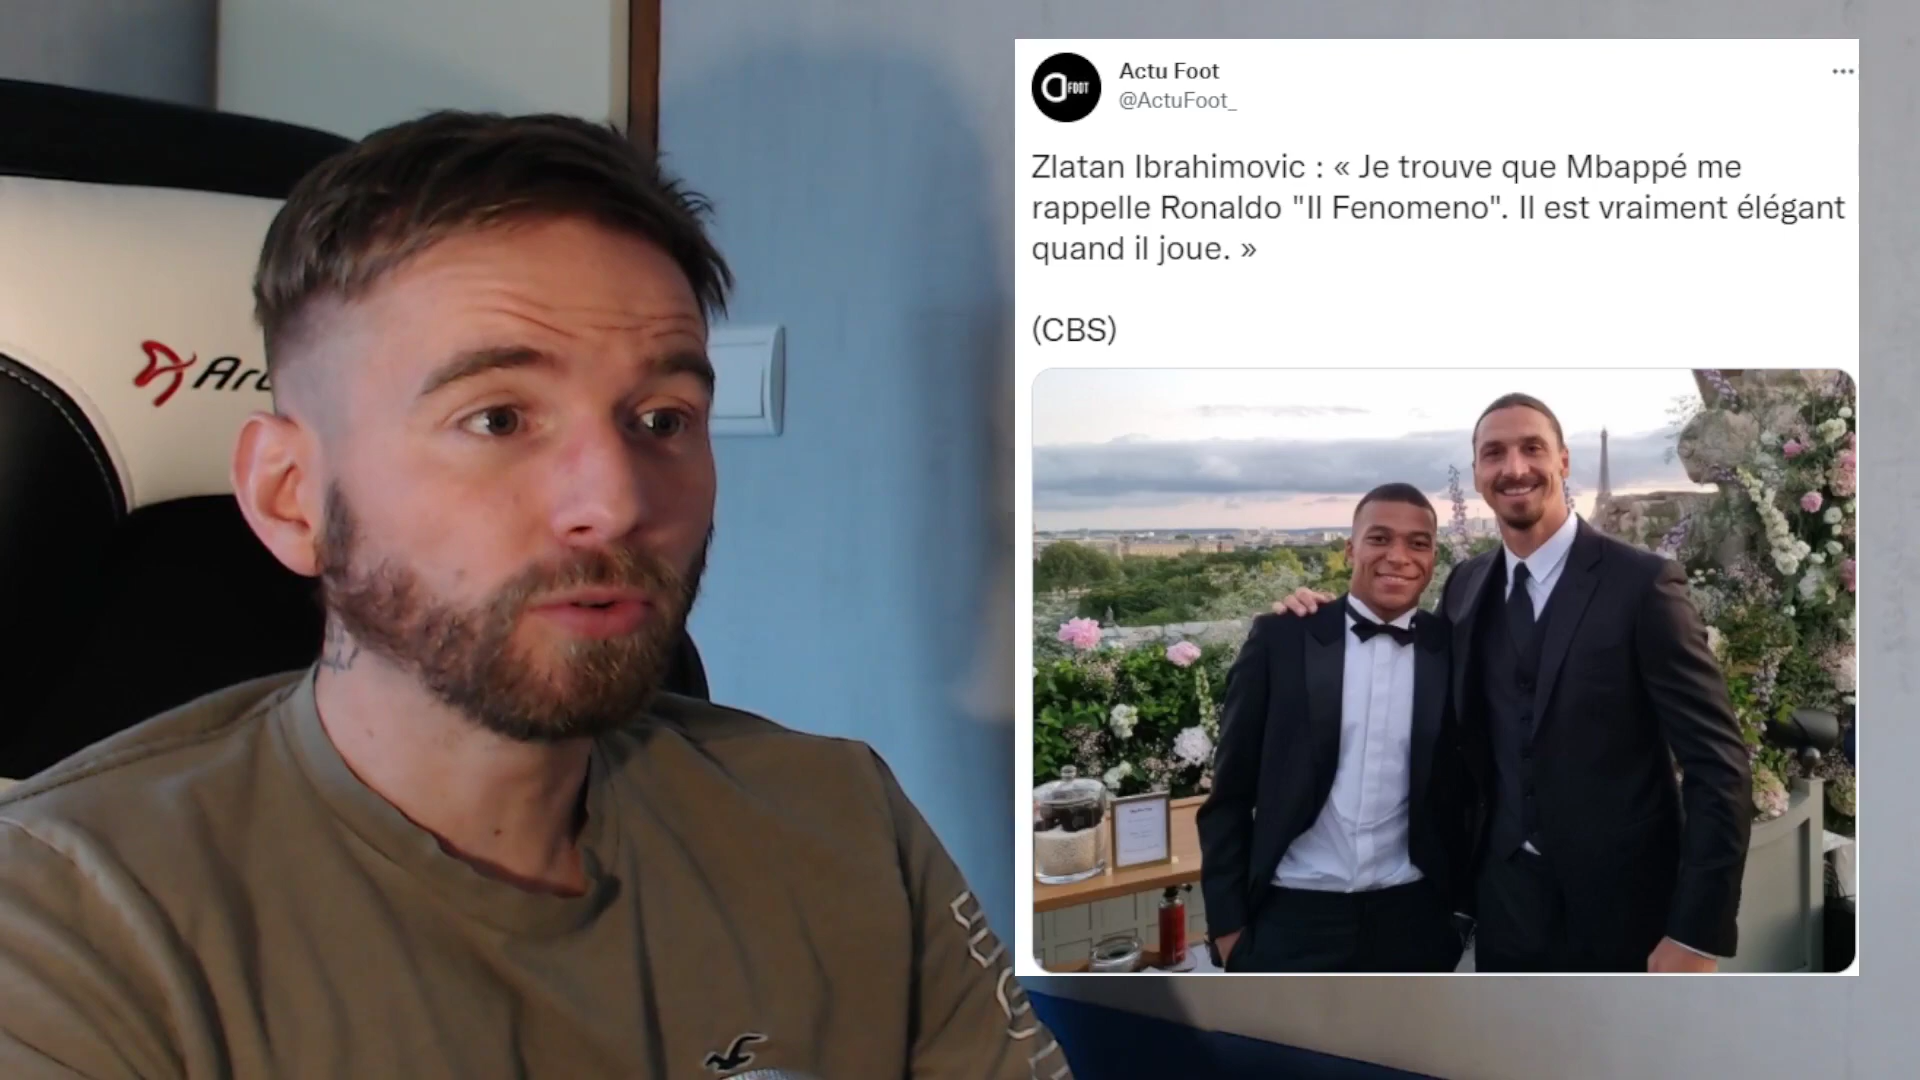 Actu Foot
@ActuFoot_
FOOT
Zlatan Ibrahimovic : « Je trouve que Mbappé me
rappelle Ronaldo "Il Fenomeno". Il est vraiment élégant
quand il joue. »
(CBS)